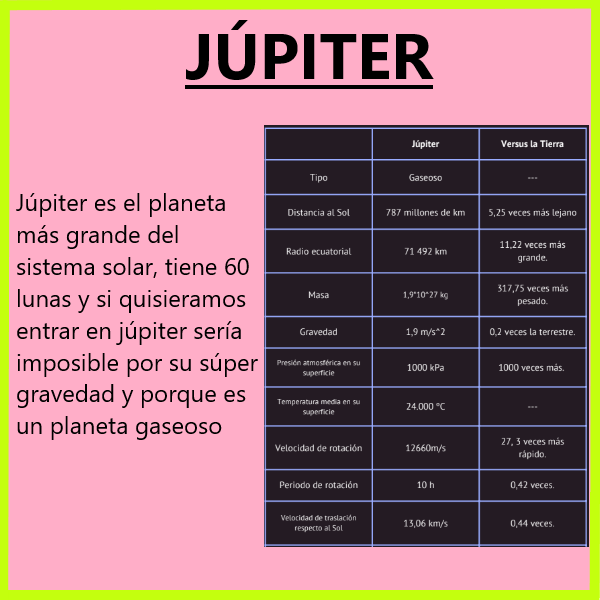 JÚPITER
Júpiter es el planeta
más grande del
sistema solar, tiene 60
lunas y si quisieramos
entrar en júpiter sería
imposible por su súper
gravedad y porque es
un planeta gaseoso
Júpiter Versus la Tierra
Tipo Gaseoso ---
Distancia al Sol 787 millones de km 5,25 veces más lejano
Radio ecuatorial 71 492 km 11,22 veces más
grande.
Masa 1,9*10^27 kg 317,75 veces más
pesado.
Gravedad 1,9 m/s^2 0,2 veces la terrestre.
Presión atmosférica en su
superficie 1000 kPa 1000 veces más.
Temperatura media en su
superficie 24.000 °C ---
Velocidad de rotación 12660m/s 27, 3 veces más
rápido.
Periodo de rotación 10 h 0,42 veces.
Velocidad de traslación
respecto al Sol 13,06 km/s 0,44 veces.